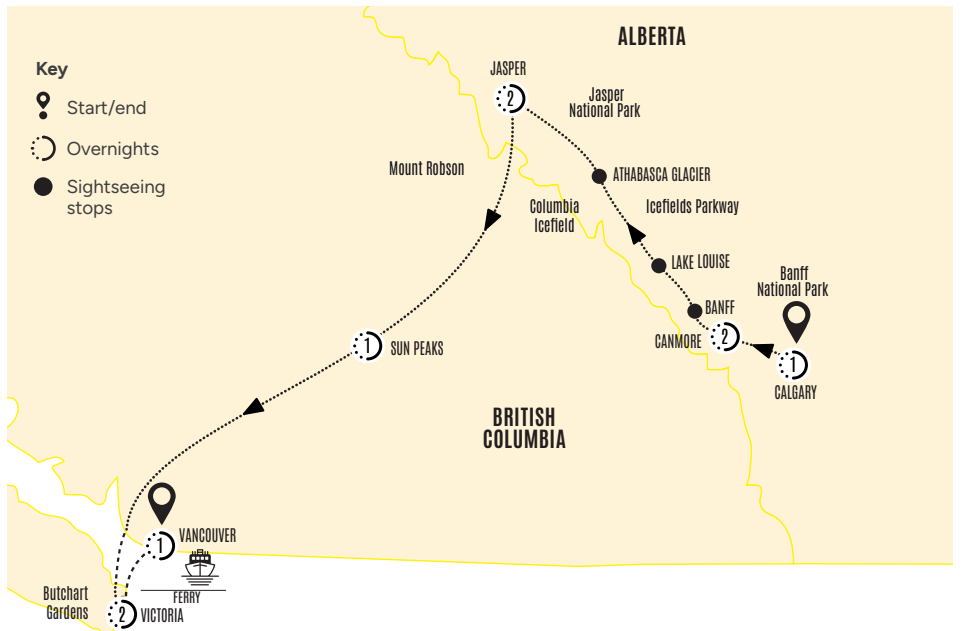 ALBERTA
Key
Start/end
Overnights
Sightseeing
stops
JASPER
2
Jasper
National Park
Mount Robson
ATHABASCA GLACIER
Columbia
Icefield
Icefields Parkway
LAKE LOUISE
Banff
National Park
BANFF
CANMORE
2
1
CALGARY
1
SUN PEAKS
BRITISH
COLUMBIA
1
VANCOUVER
FERRY
Butchart
Gardens
2
VICTORIA